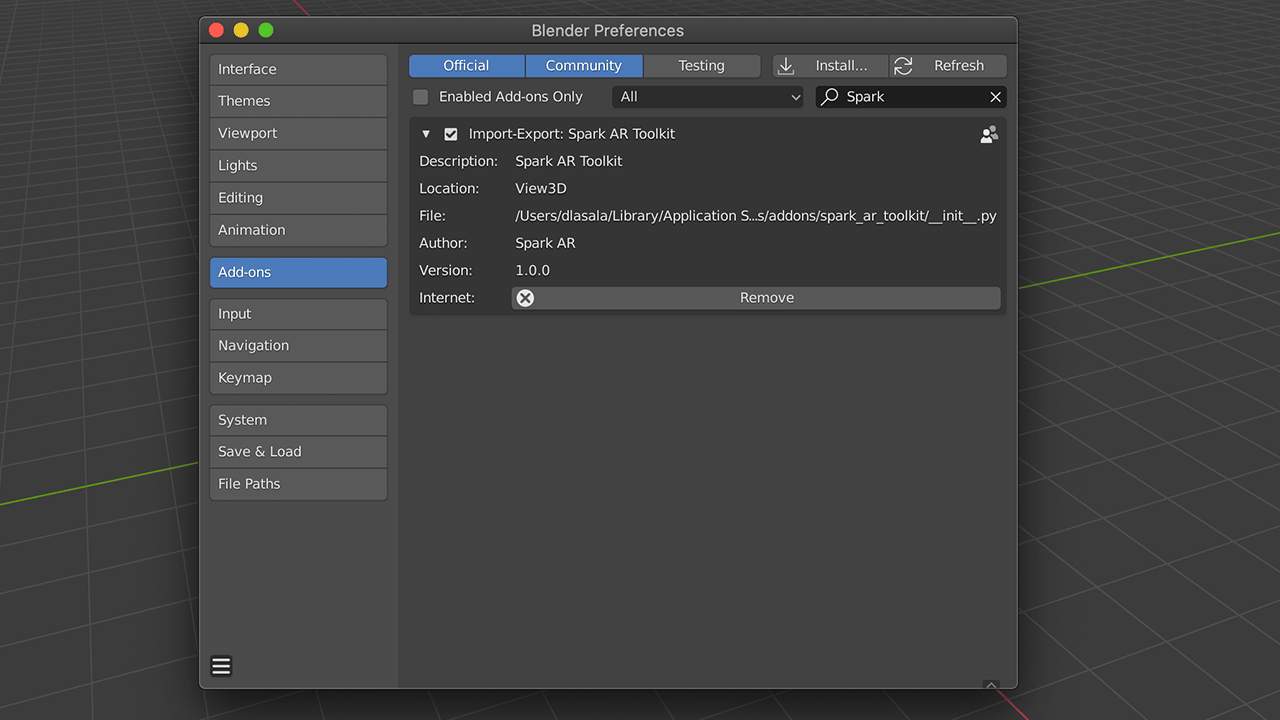 Blender Preferences
Interface
Themes
Viewport
Lights
Editing
Animation
Add-ons
Input
Navigation
Keymap
System
Save & Load
File Paths
Official Community Testing Install... Refresh
Enabled Add-ons Only All Spark
Import-Export: Spark AR Toolkit
Description: Spark AR Toolkit
Location: View3D
File: /Users/dlasala/Library/Application S...s/addons/spark_ar_toolkit/__init__.py
Author: Spark AR
Version: 1.0.0
Internet: Remove